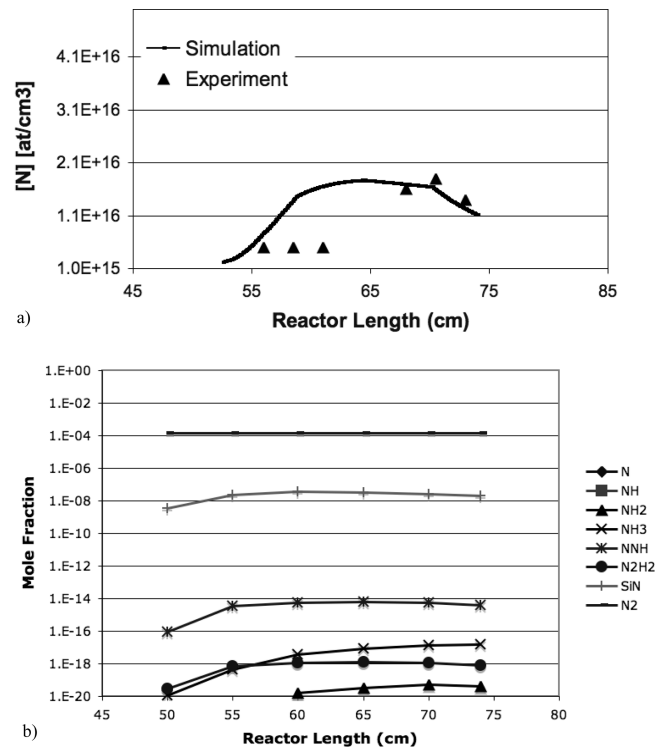 [N] [at/cm3]
4.1E+16
3.1E+16
2.1E+16
1.1E+16
1.0E+15
Simulation
Experiment
45 55 65 75 85
Reactor Length (cm)
a)
Mole Fraction
1.E+00
1.E-02
1.E-04
1.E-06
1.E-08
1.E-10
1.E-12
1.E-14
1.E-16
1.E-18
1.E-20
45 50 55 60 65 70 75 80
Reactor Length (cm)
N
NH
NH2
NH3
NNH
N2H2
SiN
N2
b)